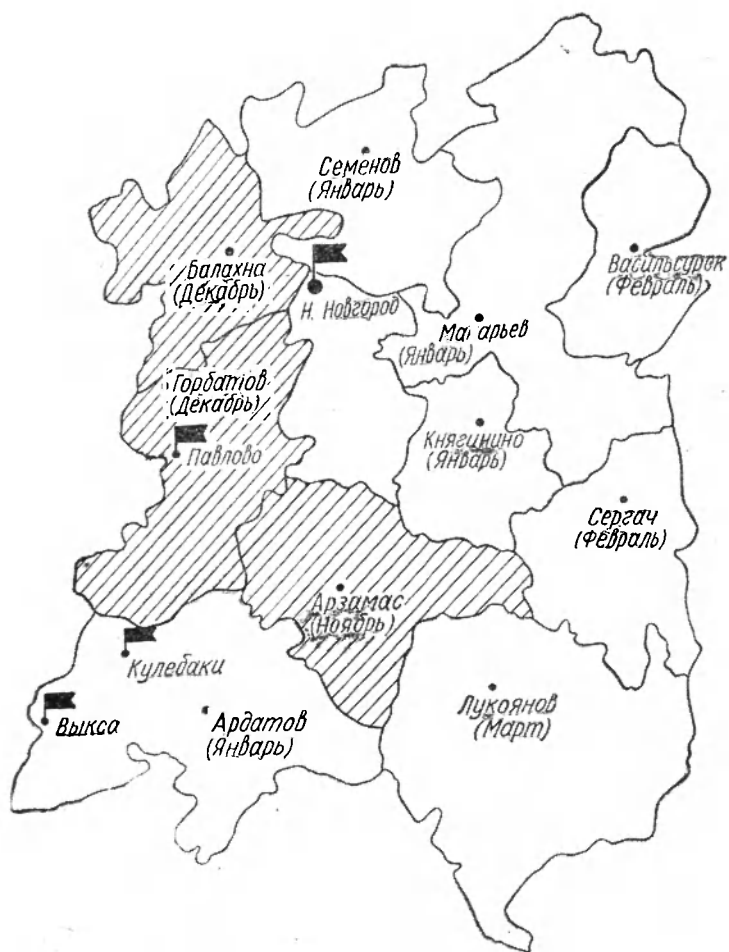 Семенов
(Январь)
Балахна
(Декабрь)
Васильсурск
(Февраль)
Н. Новгород
Макарьев
(Январь)
Горбатов
(Декабрь)
Павлово
Княгинино
(Январь)
Сергач
(Февраль)
Арзамас
(Ноябрь)
Кулебаки
Выкса
Ардатов
(Январь)
Лукоянов
(Март)